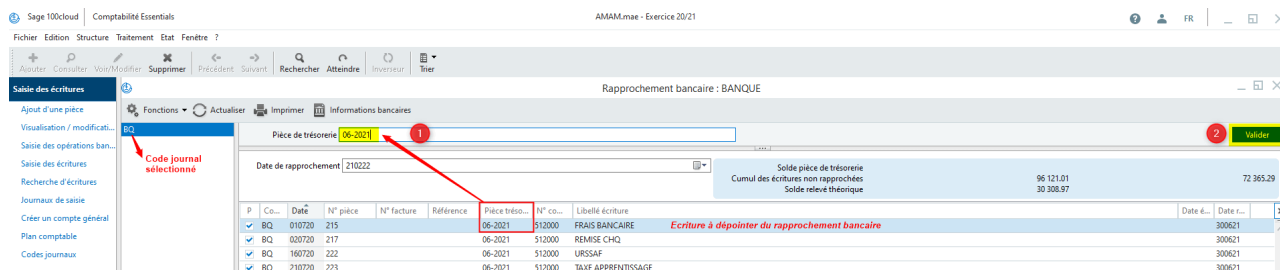 Sage 100cloud Comptabilité Essentials AMAM.mae - Exercice 20/21 FR
Fichier Edition Structure Traitement Etat Fenêtre ?
Ajouter Consulter Voir/Modifier Supprimer Précédent Suivant Rechercher Atteindre Inverseur Trier
Saisie des écritures Rapprochement bancaire : BANQUE
Ajout d'une pièce Fonctions Actualiser Imprimer Informations bancaires
Visualisation / modificati... BQ Pièce de trésorerie 06-2021 1 2 Valider
Saisie des opérations ban...
Code journal
sélectionné
Saisie des écritures Date de rapprochement 210222 Solde pièce de trésorerie
Recherche d'écritures Cumul des écritures non rapprochées 96 121.01 72 365.29
Journaux de saisie Solde relevé théorique 30 308.97
Créer un compte général P Co... Date N° pièce N° facture Référence Pièce tréso... N° co... Libellé écriture Date é... Date r...
Plan comptable BQ 010720 215 06-2021 512000 FRAIS BANCAIRE Ecriture à dépointer du rapprochement bancaire 300621
Codes journaux BQ 020720 217 06-2021 512000 REMISE CHQ 300621
BQ 160720 222 06-2021 512000 URSSAF 300621
BQ 210720 223 06-2021 512000 TAXE APPRENTISSAGE 300621